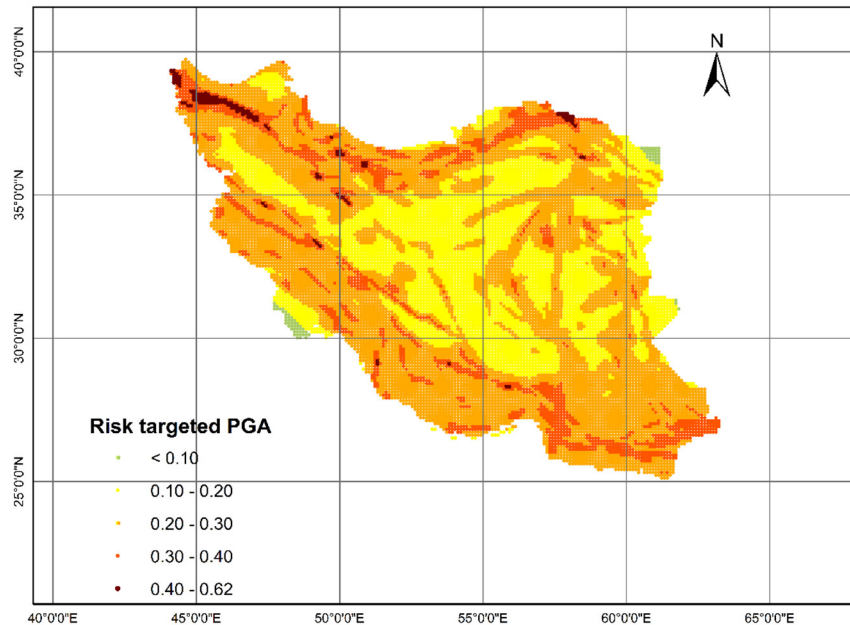 N
40°0'0"N
35°0'0"N
30°0'0"N
25°0'0"N
Risk targeted PGA
< 0.10
0.10 - 0.20
0.20 - 0.30
0.30 - 0.40
0.40 - 0.62
40°0'0"E 45°0'0"E 50°0'0"E 55°0'0"E 60°0'0"E 65°0'0"E